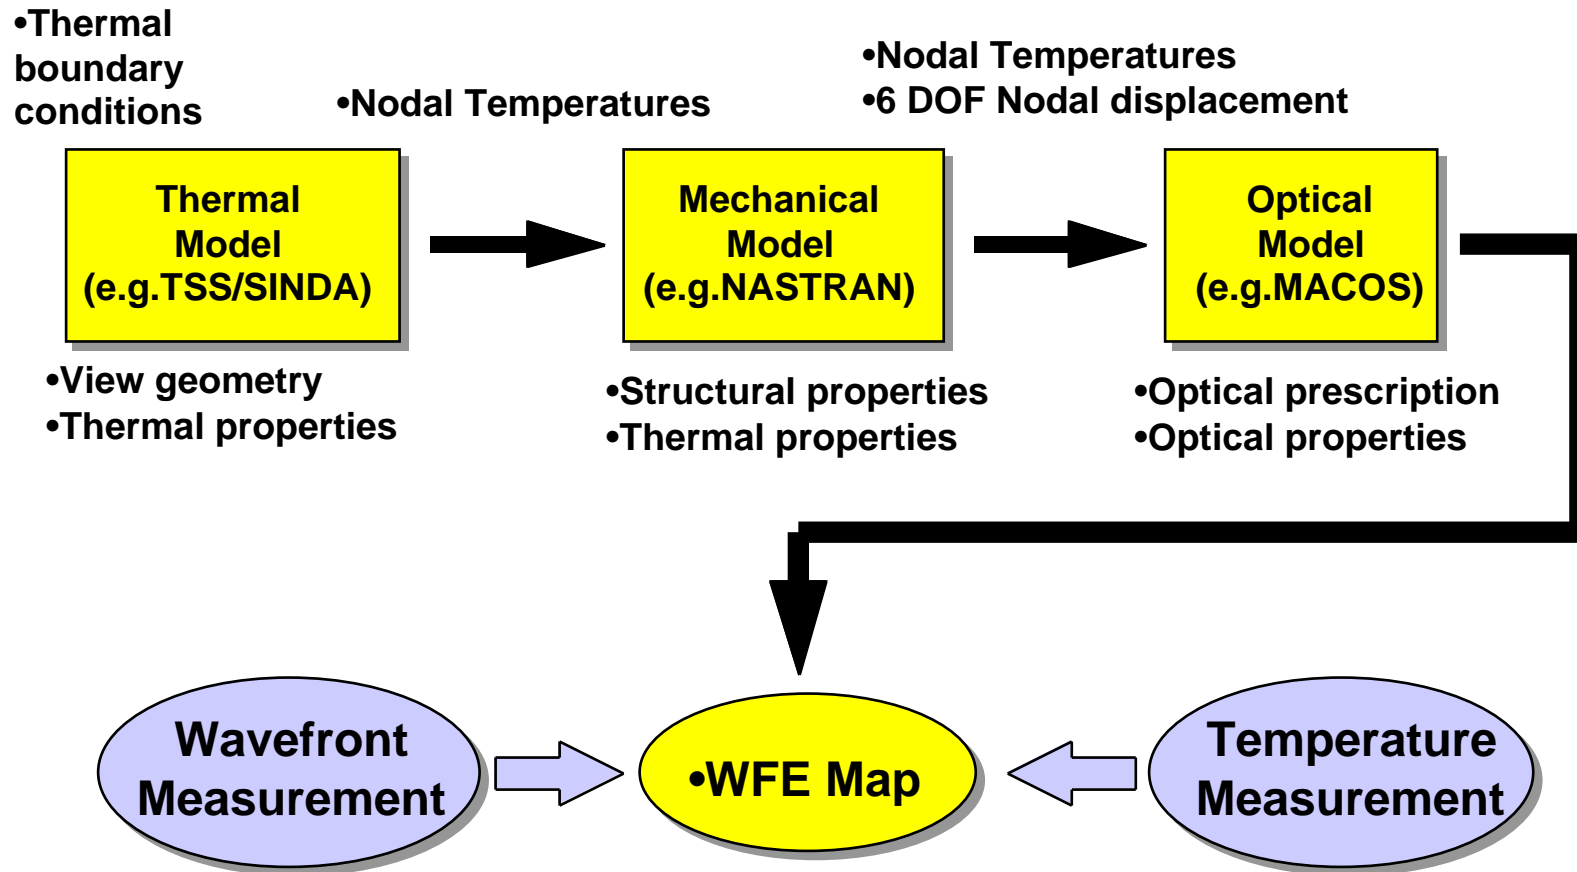 •Thermal
boundary
conditions
•Nodal Temperatures
•Nodal Temperatures
•6 DOF Nodal displacement
Thermal
Model
(e.g.TSS/SINDA)
Mechanical
Model
(e.g.NASTRAN)
Optical
Model
(e.g.MACOS)
•View geometry
•Thermal properties
•Structural properties
•Thermal properties
•Optical prescription
•Optical properties
Wavefront
Measurement
•WFE Map
Temperature
Measurement